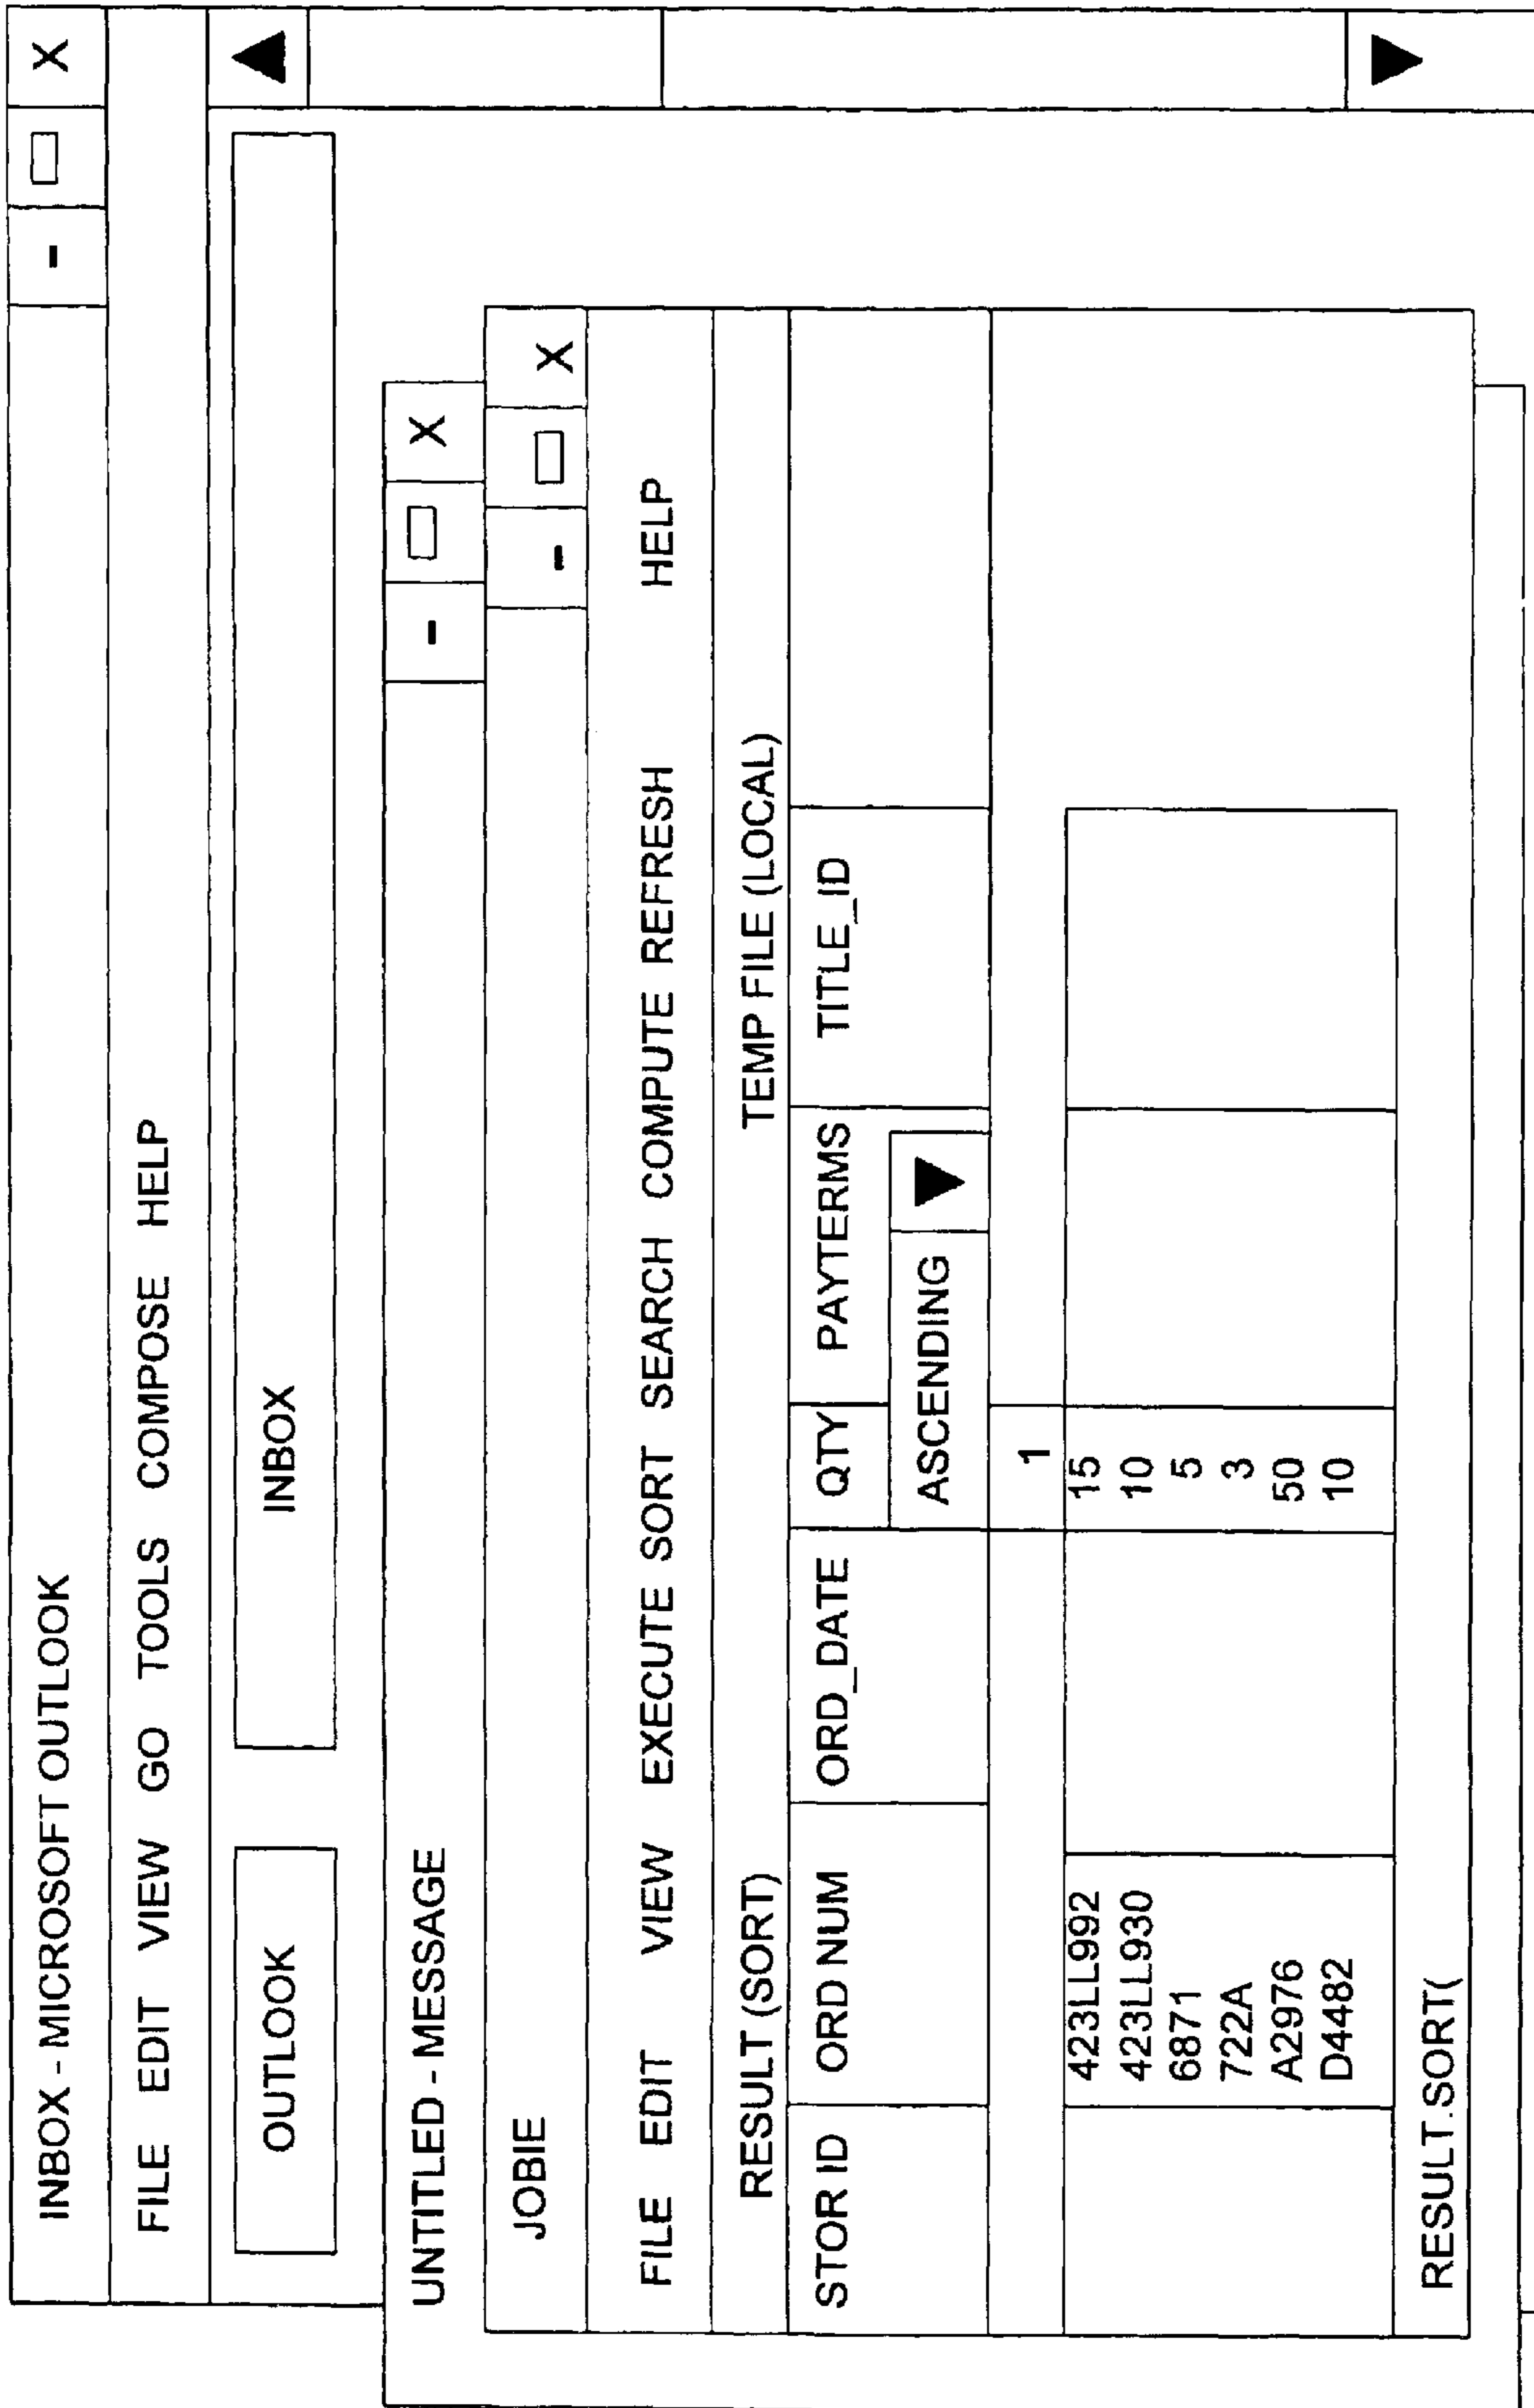 INBOX - MICROSOFT OUTLOOK - X
FILE EDIT VIEW GO TOOLS COMPOSE HELP
OUTLOOK INBOX
UNTITLED - MESSAGE - X
JOBIE - X
FILE EDIT VIEW EXECUTE SORT SEARCH COMPUTE REFRESH HELP
RESULT (SORT) TEMP FILE (LOCAL)
STOR ID ORD NUM ORD_DATE QTY PAYTERMS TITLE_ID
ASCENDING
1
423LL992 15
423LL930 10
6871 5
722A 3
A2976 50
D4482 10
RESULT.SORT(